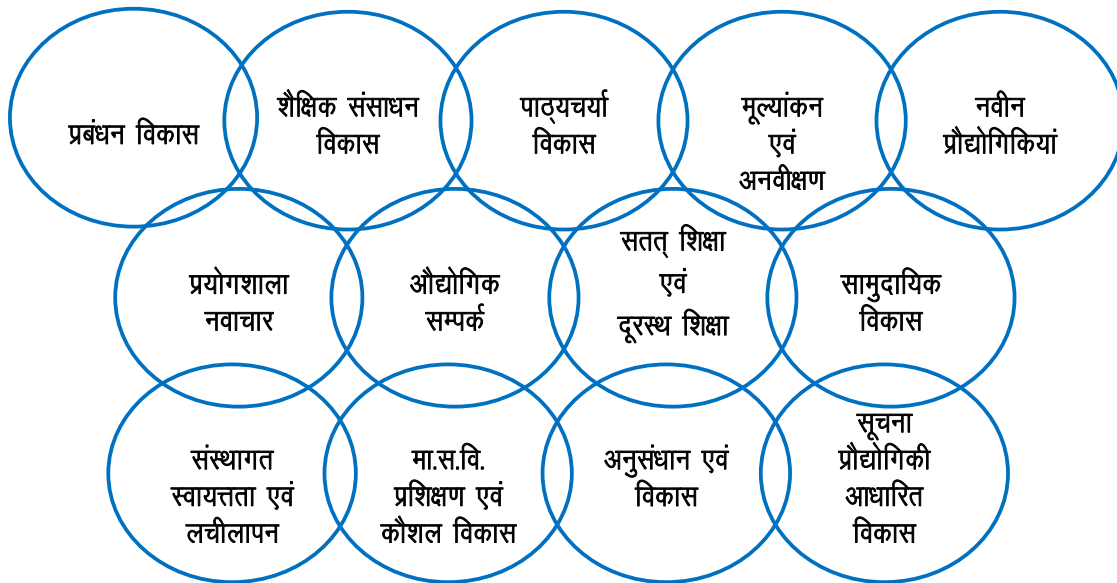 प्रबंधन विकास
शैक्षिक संसाधन
विकास
पाठ्यचर्या
विकास
मूल्यांकन
एवं
अनवीक्षण
नवीन
प्रौद्योगिकियां
प्रयोगशाला
नवाचार
औद्योगिक
सम्पर्क
सतत् शिक्षा
एवं
दूरस्थ शिक्षा
सामुदायिक
विकास
संस्थागत
स्वायत्तता एवं
लचीलापन
मा.स.वि.
प्रशिक्षण एवं
कौशल विकास
अनुसंधान एवं
विकास
सूचना
प्रौद्योगिकी
आधारित
विकास